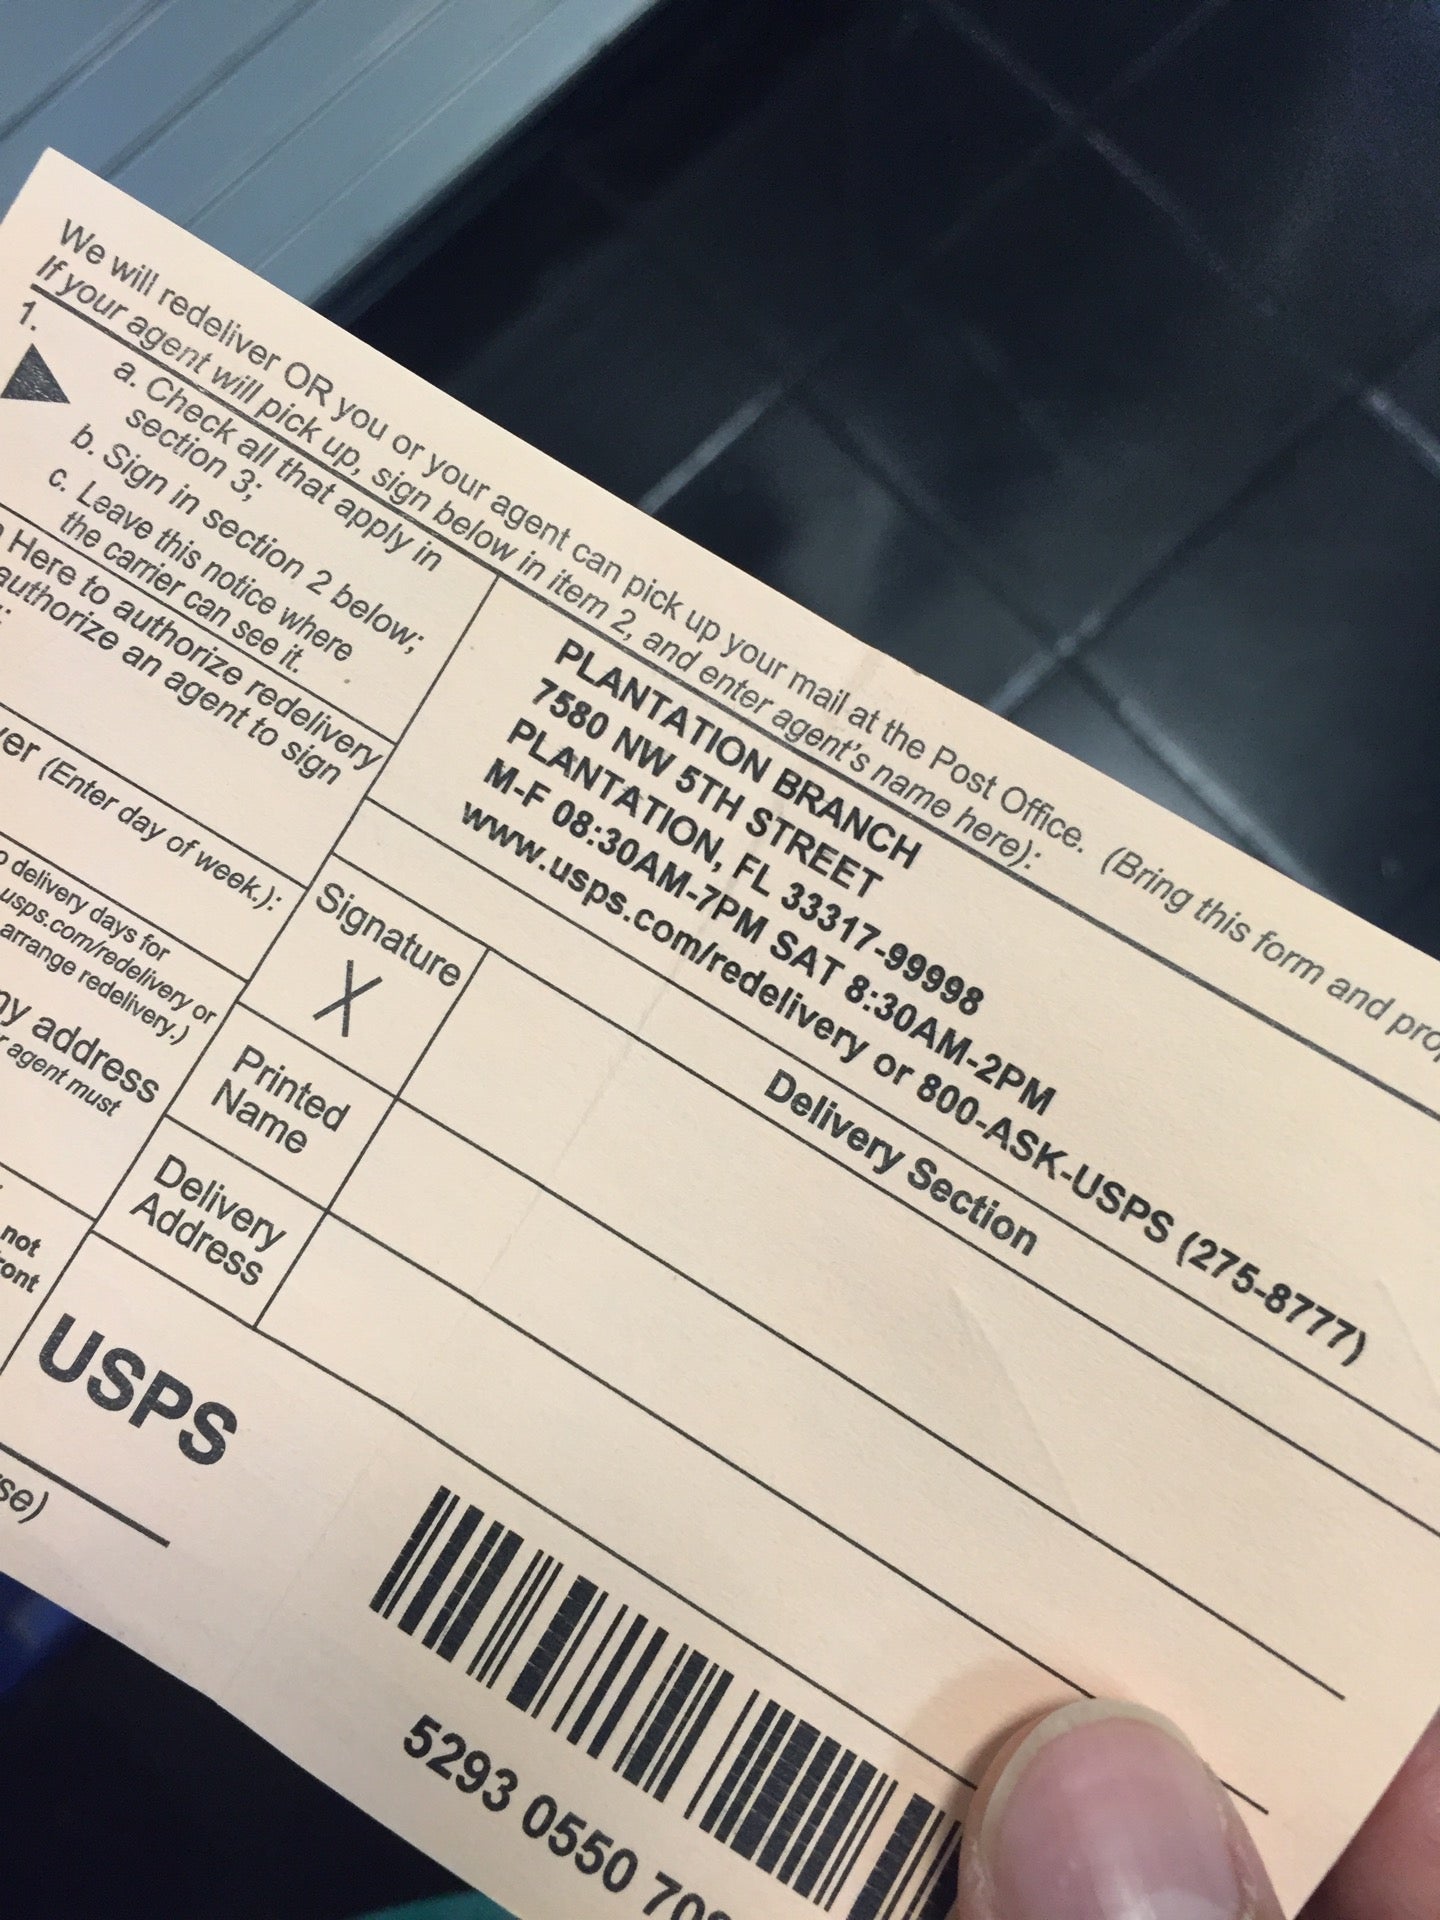 We will redeliver OR you or your agent can pick up your mail at the Post Office. (Bring this form and
If your agent will pick up, sign below in item 2, and enter agent's name here):
1.
a. Check all that apply in
section 3;
b. Sign in section 2 below;
c. Leave this notice where
the carrier can see it.
Here to authorize redelivery
authorize an agent to sign
(Enter day of week.):
delivery days for
usps.com/redelivery or
arrange redelivery.)
address
agent must
not
PLANTATION BRANCH
7580 NW 5TH STREET
PLANTATION, FL 33317-99998
M-F 08:30AM-7PM SAT 8:30AM-2PM
www.usps.com/redelivery or 800-ASK-USPS (275-8777)
Delivery Section
Signature
X
Printed
Name
Delivery
Address
USPS
5293 0550